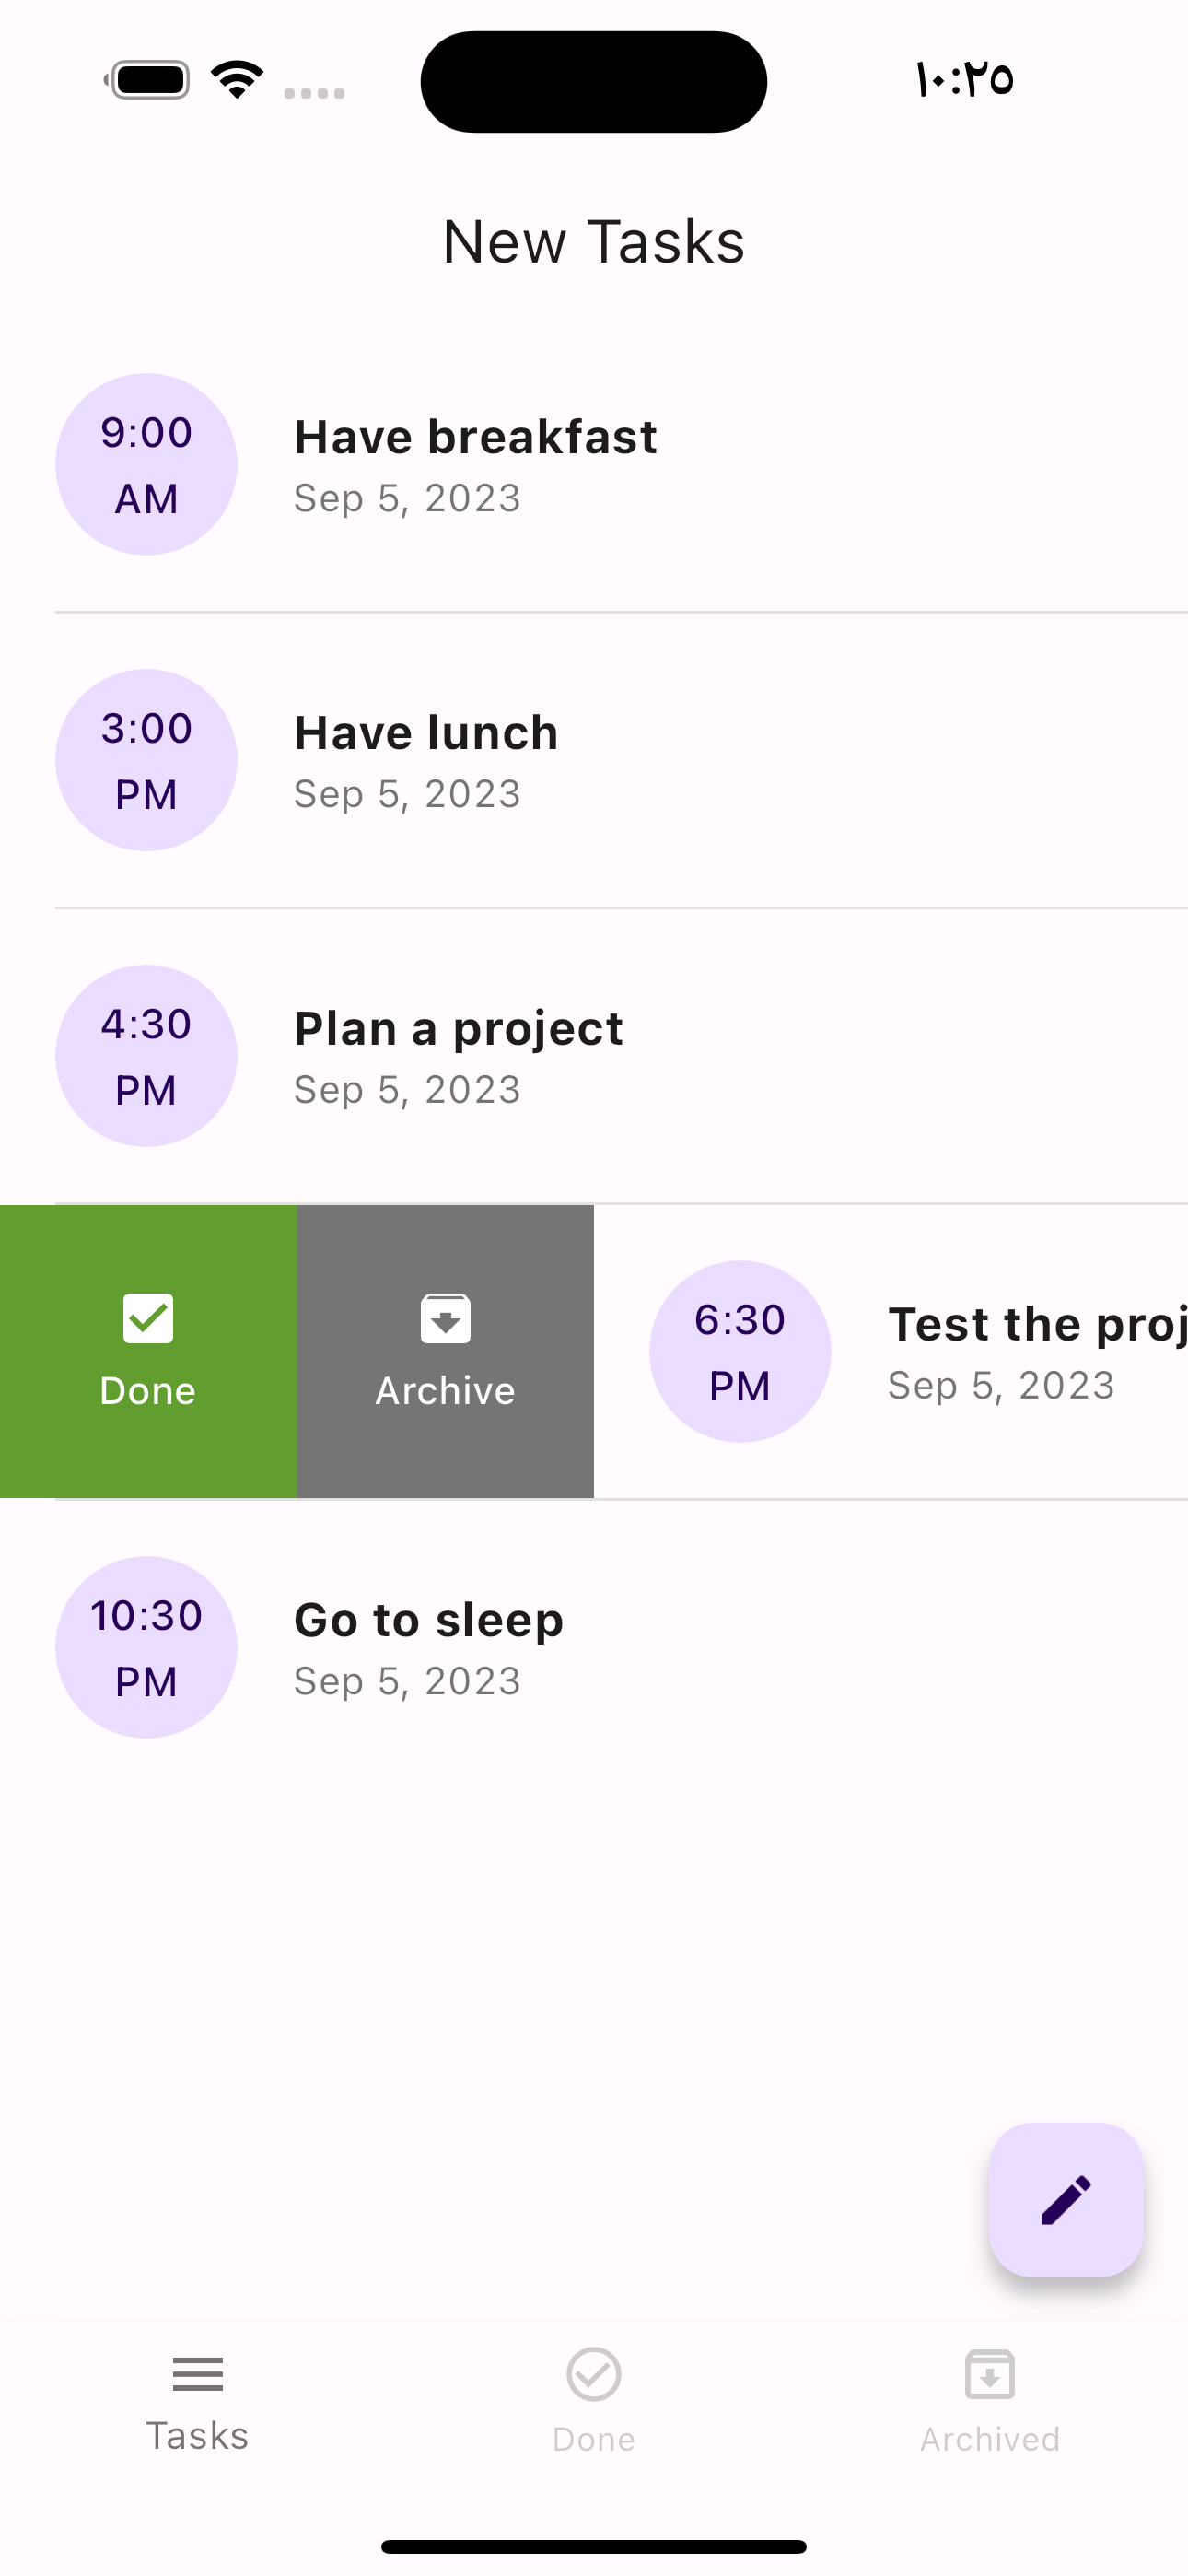 ١٠:٢٥
New Tasks
9:00
AM
Have breakfast
Sep 5, 2023
3:00
PM
Have lunch
Sep 5, 2023
4:30
PM
Plan a project
Sep 5, 2023
Done
Archive
6:30
PM
Test the proj
Sep 5, 2023
10:30
PM
Go to sleep
Sep 5, 2023
Tasks
Done
Archived